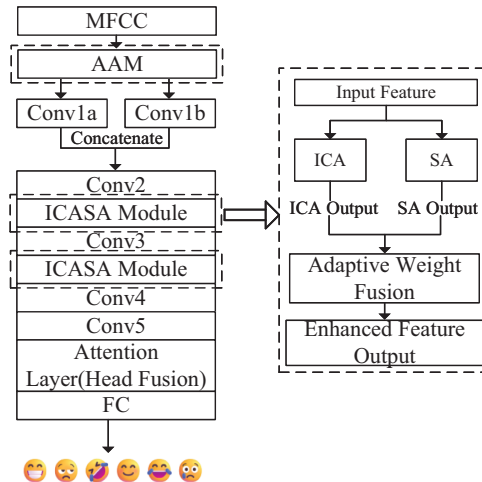 MFCC
AAM
Conv1a
Conv1b
Concatenate
Conv2
ICASA Module
Conv3
ICASA Module
Conv4
Conv5
Attention
Layer(Head Fusion)
FC
Input Feature
ICA
SA
ICA Output
SA Output
Adaptive Weight
Fusion
Enhanced Feature
Output